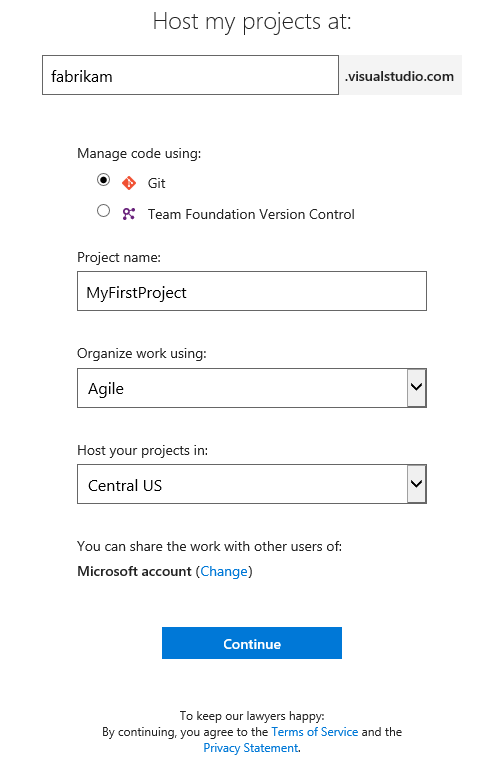 Host my projects at:
fabrikam .visualstudio.com
Manage code using:
Git
Team Foundation Version Control
Project name:
MyFirstProject
Organize work using:
Agile
Host your projects in:
Central US
You can share the work with other users of:
Microsoft account (Change)
Continue
To keep our lawyers happy:
By continuing, you agree to the Terms of Service and the
Privacy Statement.